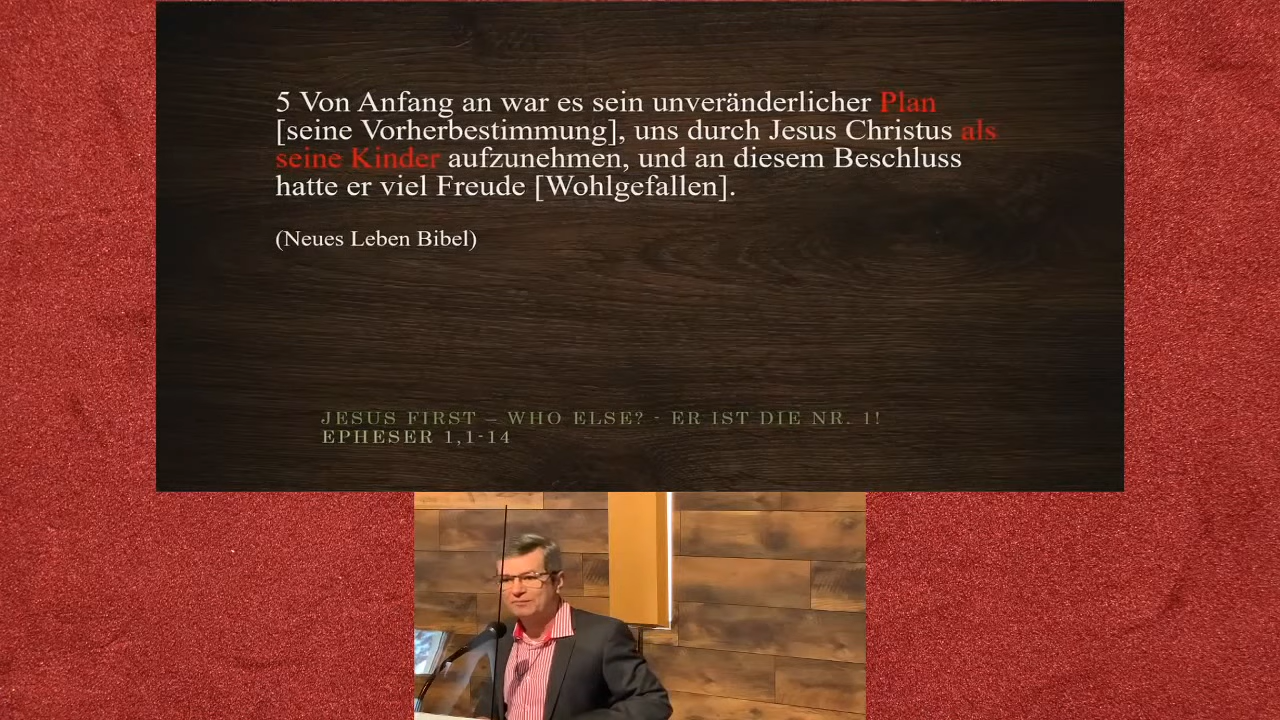 5 Von Anfang an war es sein unveränderlicher Plan
[seine Vorherbestimmung], uns durch Jesus Christus als
seine Kinder aufzunehmen, und an diesem Beschluss
hatte er viel Freude [Wohlgefallen].
(Neues Leben Bibel)
JESUS FIRST – WHO ELSE? - ER IST DIE NR. 1!
EPHESER 1,1-14